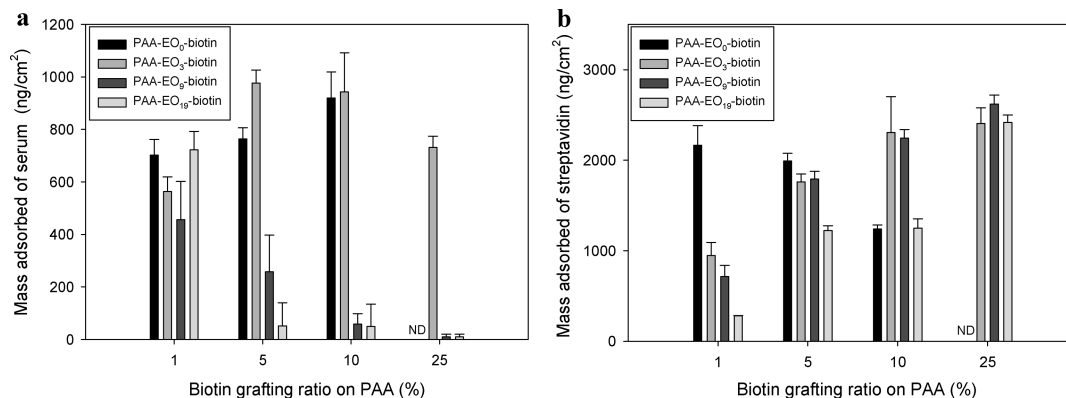 a
Mass adsorbed of serum (ng/cm²)
1200
1000
800
600
400
200
0
PAA-EO₀-biotin
PAA-EO₃-biotin
PAA-EO₉-biotin
PAA-EO₁₉-biotin
ND
1 5 10 25
Biotin grafting ratio on PAA (%)
b
Mass adsorbed of streptavidin (ng/cm²)
3000
2000
1000
0
PAA-EO₀-biotin
PAA-EO₃-biotin
PAA-EO₉-biotin
PAA-EO₁₉-biotin
ND
1 5 10 25
Biotin grafting ratio on PAA (%)